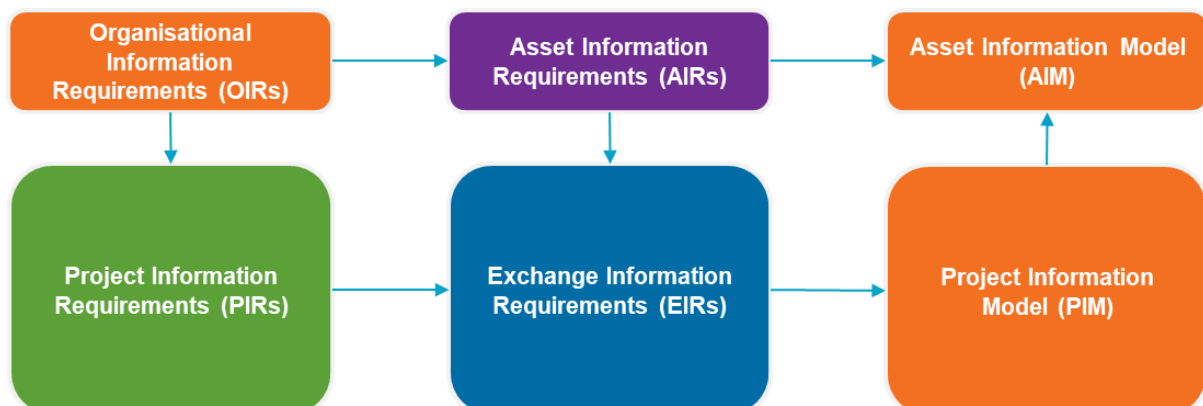 Organisational
Information
Requirements (OIRs)
Asset Information
Requirements (AIRs)
Asset Information Model
(AIM)
Project Information
Requirements (PIRs)
Exchange Information
Requirements (EIRs)
Project Information
Model (PIM)